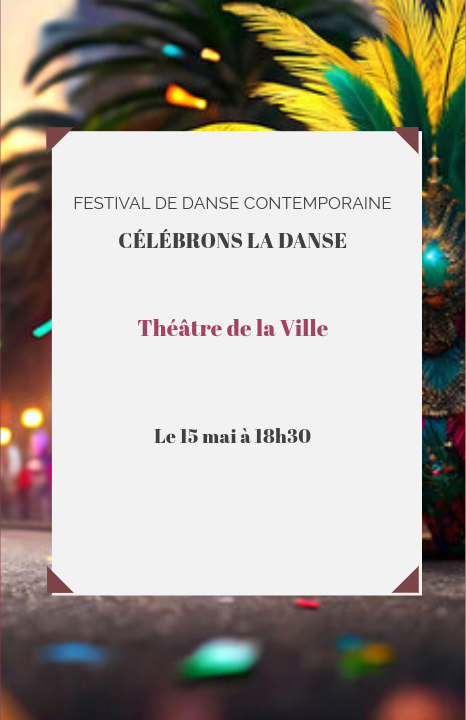 FESTIVAL DE DANSE CONTEMPORAINE
CÉLÉBRONS LA DANSE
Théâtre de la Ville
Le 15 mai à 18h30